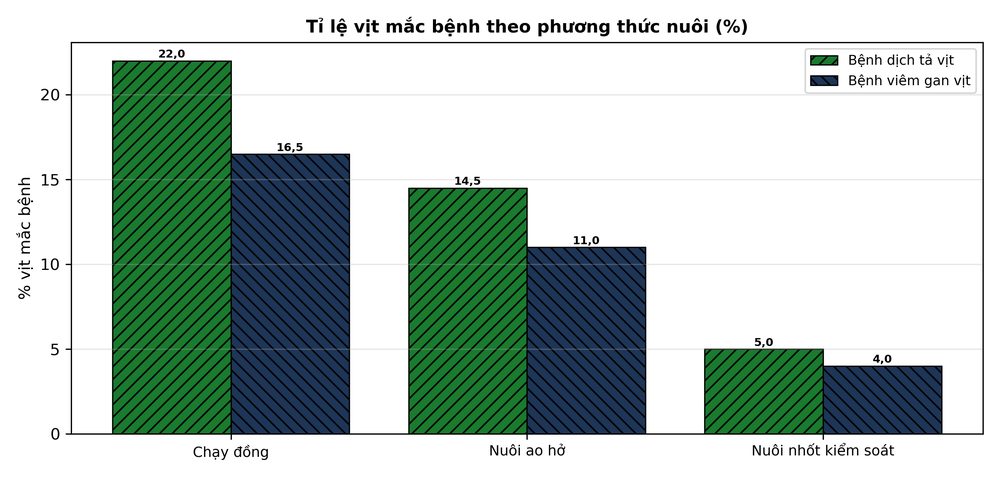 Tỉ lệ vịt mắc bệnh theo phương thức nuôi (%)
Bệnh dịch tả vịt
Bệnh viêm gan vịt
% vịt mắc bệnh
20
15
10
5
0
22,0
16,5
14,5
11,0
5,0
4,0
Chạy đồng
Nuôi ao hở
Nuôi nhốt kiểm soát